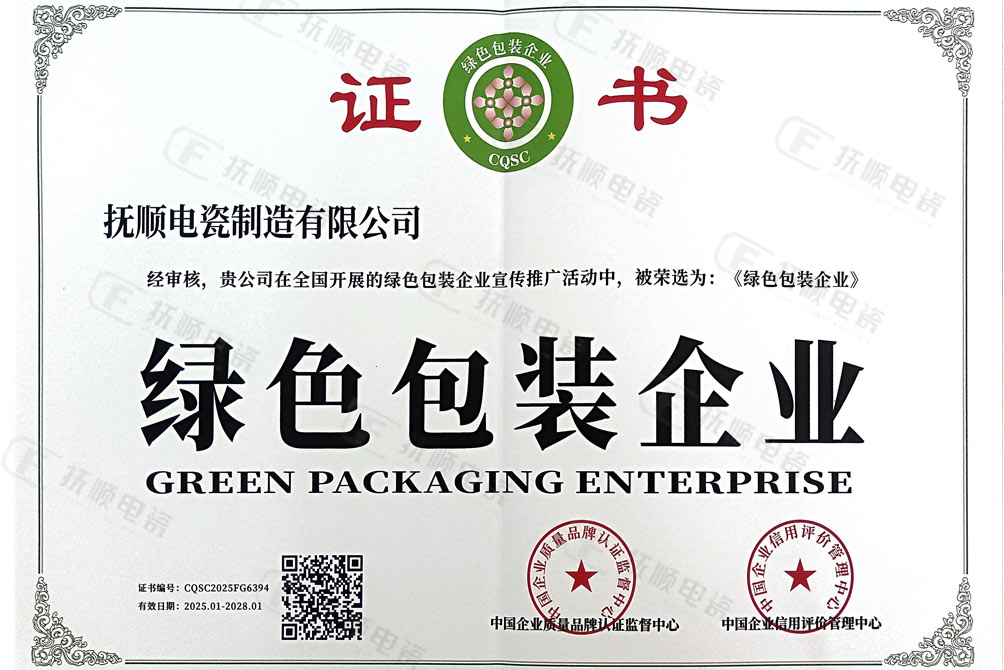 绿色包装企业
证 书
CQSC
抚顺电瓷制造有限公司
经审核，贵公司在全国开展的绿色包装企业宣传推广活动中，被荣选为：《绿色包装企业》
绿色包装企业
GREEN PACKAGING ENTERPRISE
中国企业质量品牌认证监督中心
中国企业信用评价管理中心
证书编号：CQSC2025FG6394
有效日期：2025.01-2028.01
中国企业质量品牌认证监督中心
中国企业信用评价管理中心
抚顺电瓷